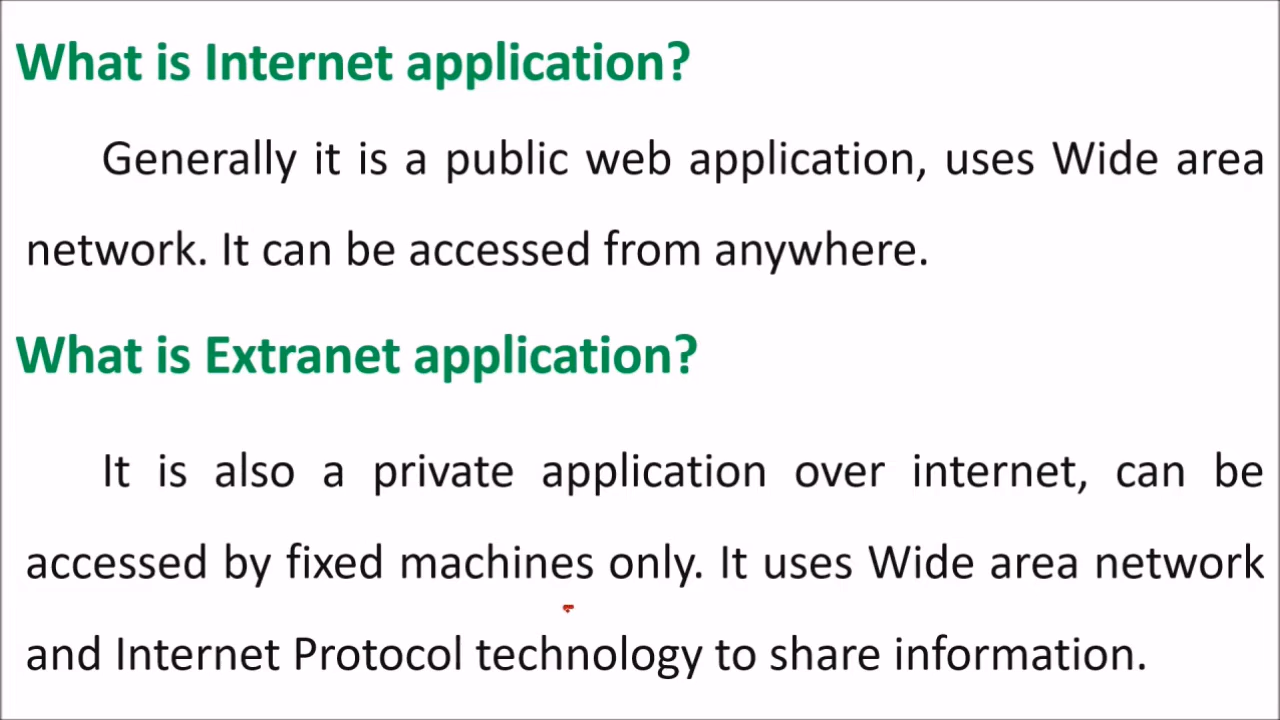 What is Internet application?
Generally it is a public web application, uses Wide area
network. It can be accessed from anywhere.
What is Extranet application?
It is also a private application over internet, can be
accessed by fixed machines only. It uses Wide area network
and Internet Protocol technology to share information.